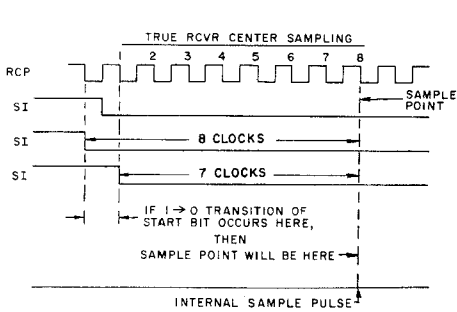 TRUE RCVR CENTER SAMPLING
2 3 4 5 6 7 8
RCP
SI
SAMPLE
POINT
SI
8 CLOCKS
SI
7 CLOCKS
IF 1→0 TRANSITION OF
START BIT OCCURS HERE,
THEN
SAMPLE POINT WILL BE HERE
INTERNAL SAMPLE PULSE